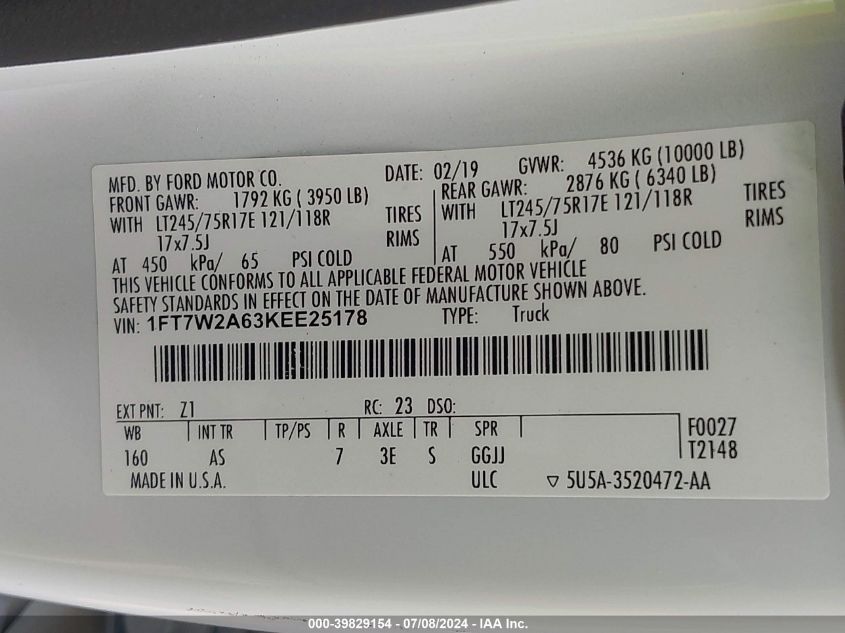 MFD. BY FORD MOTOR CO. DATE: 02/19 GVWR: 4536 KG (10000 LB)
FRONT GAWR: 1792 KG ( 3950 LB) REAR GAWR: 2876 KG ( 6340 LB)
WITH LT245/75R17E 121/118R TIRES WITH LT245/75R17E 121/118R TIRES
17x7.5J RIMS 17x7.5J RIMS
AT 450 kPa/ 65 PSI COLD AT 550 kPa/ 80 PSI COLD
THIS VEHICLE CONFORMS TO ALL APPLICABLE FEDERAL MOTOR VEHICLE
SAFETY STANDARDS IN EFFECT ON THE DATE OF MANUFACTURE SHOWN ABOVE.
VIN: 1FT7W2A63KEE25178 TYPE: Truck
EXT PNT: Z1 RC: 23 DSO:
WB INT TR TP/PS R AXLE TR SPR F0027
160 AS 7 3E S GGJJ T2148
MADE IN U.S.A. ULC ▽ 5U5A-3520472-AA
000-39829154 - 07/08/2024 - IAA Inc.